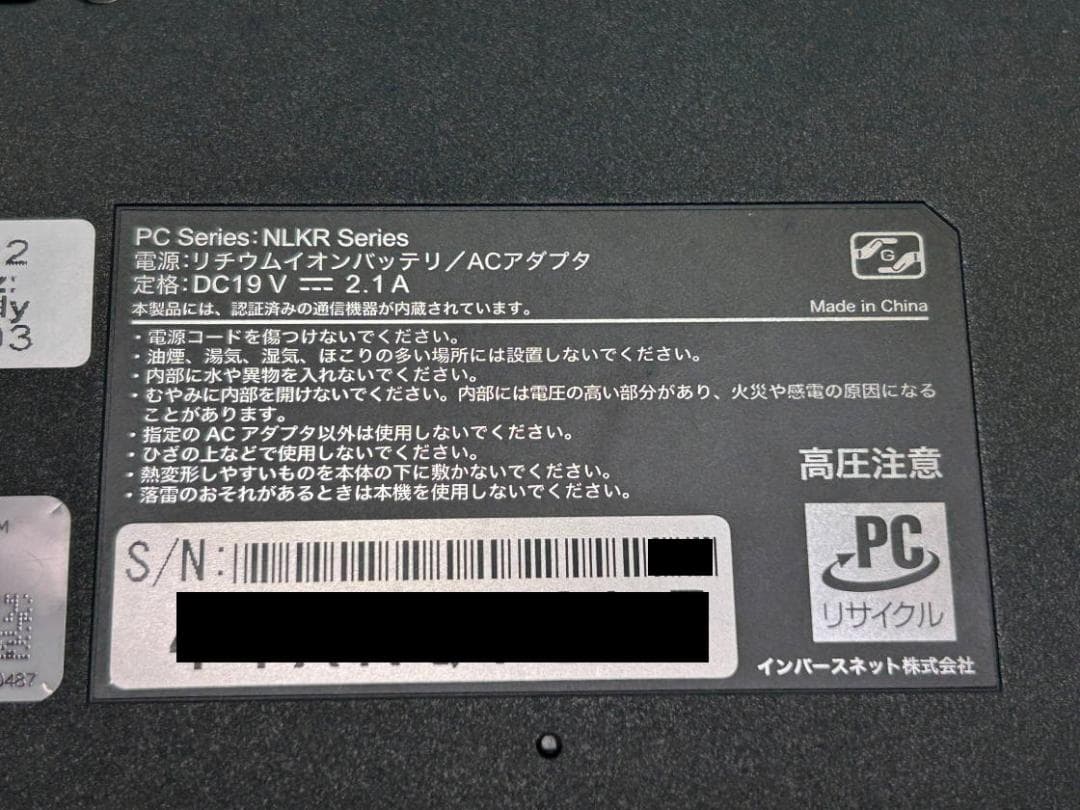 PC Series: NLKR Series
電源:リチウムイオンバッテリ/ACアダプタ
定格:DC19V ⎓ 2.1A
本製品には、認証済みの通信機器が内蔵されています。
G
Made in China
・電源コードを傷つけないでください。
・油煙、湯気、湿気、ほこりの多い場所には設置しないでください。
・内部に水や異物を入れないでください。
・むやみに内部を開けないでください。内部には電圧の高い部分があり、火災や感電の原因になる
ことがあります。
・指定の AC アダプタ以外は使用しないでください。
・ひざの上などで使用しないでください。
・熱変形しやすいものを本体の下に敷かないでください。
・落雷のおそれがあるときは本機を使用しないでください。
高圧注意
S/N:
PC
リサイクル
インバースネット株式会社
2
dy
03
M
0487